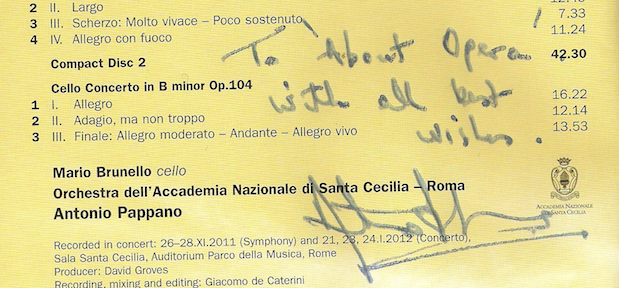 2 II. Largo
3 III. Scherzo: Molto vivace – Poco sostenuto 7.33
4 IV. Allegro con fuoco 11.24
To About Opera
42.30
Compact Disc 2
with all best
Cello Concerto in B minor Op.104
1 I. Allegro 16.22
2 II. Adagio, ma non troppo 12.14
wishes.
3 III. Finale: Allegro moderato – Andante – Allegro vivo 13.53
Mario Brunello cello
Orchestra dell'Accademia Nazionale di Santa Cecilia – Roma
Antonio Pappano
ACCADEMIA NAZIONALE
DI SANTA CECILIA
Recorded in concert: 26–28.XI.2011 (Symphony) and 21, 23, 24.I.2012 (Concerto),
Sala Santa Cecilia, Auditorium Parco della Musica, Rome
Producer: David Groves
Recording, mixing and editing: Giacomo de Caterini